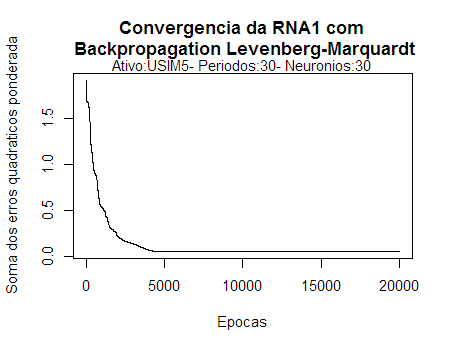 Convergencia da RNA1 com
Backpropagation Levenberg-Marquardt
Ativo:USIM5- Periodos:30- Neuronios:30
Soma dos erros quadraticos ponderada
1.5
1.0
0.5
0.0
0 5000 10000 15000 20000
Epocas